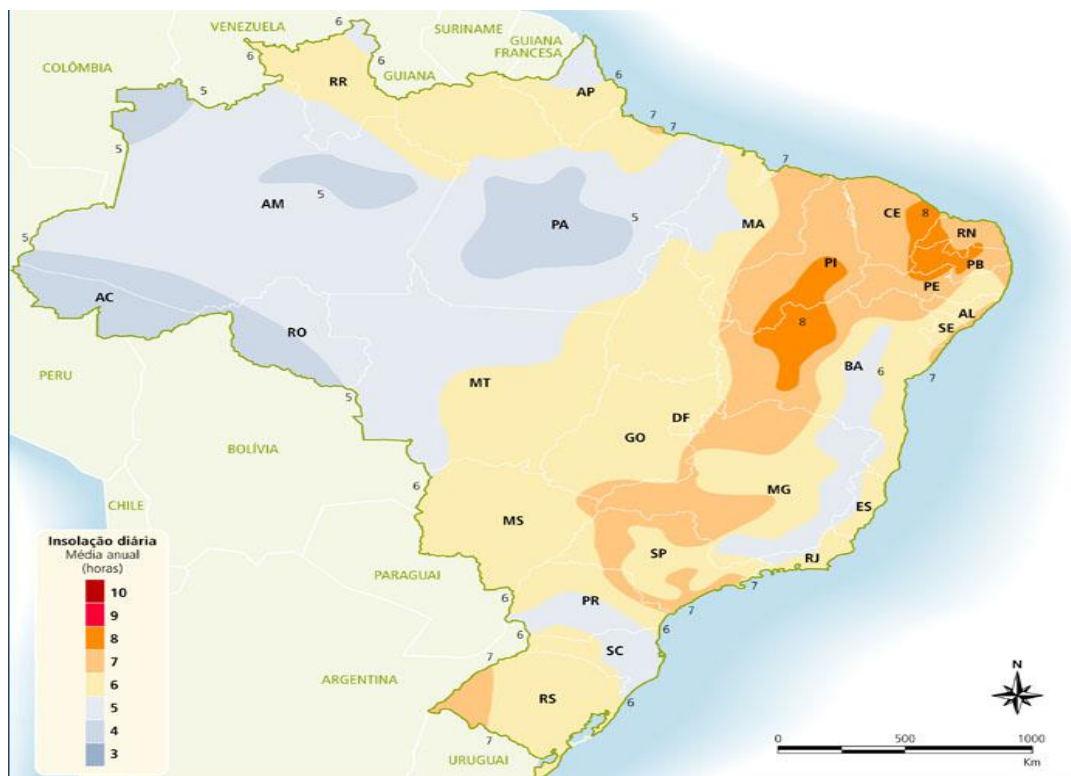 6
VENEZUELA
SURINAME
GUIANA
FRANCESA
6
6
COLÔMBIA
RR
GUIANA
6
5
AP
7
7
5
7
CE
8
AM
5
PA
5
MA
RN
5
PI
PB
PE
AC
8
AL
RO
SE
BA
6
PERU
MT
7
5
DF
GO
BOLÍVIA
6
MG
CHILE
ES
MS
Insolação diária
Média anual
(horas)
10
9
8
7
6
5
4
3
SP
RJ
PARAGUAI
7
6
PR
7
6
6
SC
7
N
ARGENTINA
RS
6
7
URUGUAI
0
500
1000
Km